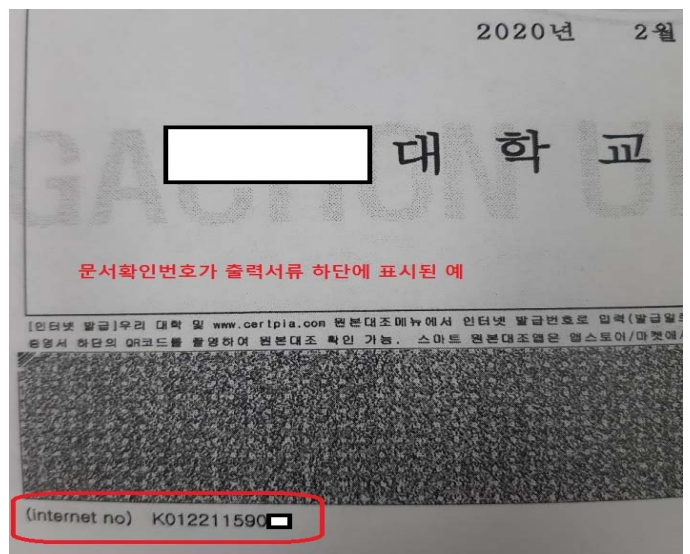 2020년 2월
대 학 교
GACHON U
문서확인번호가 출력서류 하단에 표시된 예
[인터넷 발급]우리 대학 및 www.certpia.com 원본대조메뉴에서 인터넷 발급번호로 입력(발급일로
증명서 하단의 QR코드를 촬영하여 원본대조 확인 가능. 스마트 원본대조앱은 앱스토어/마켓에서
(internet no) K012211590